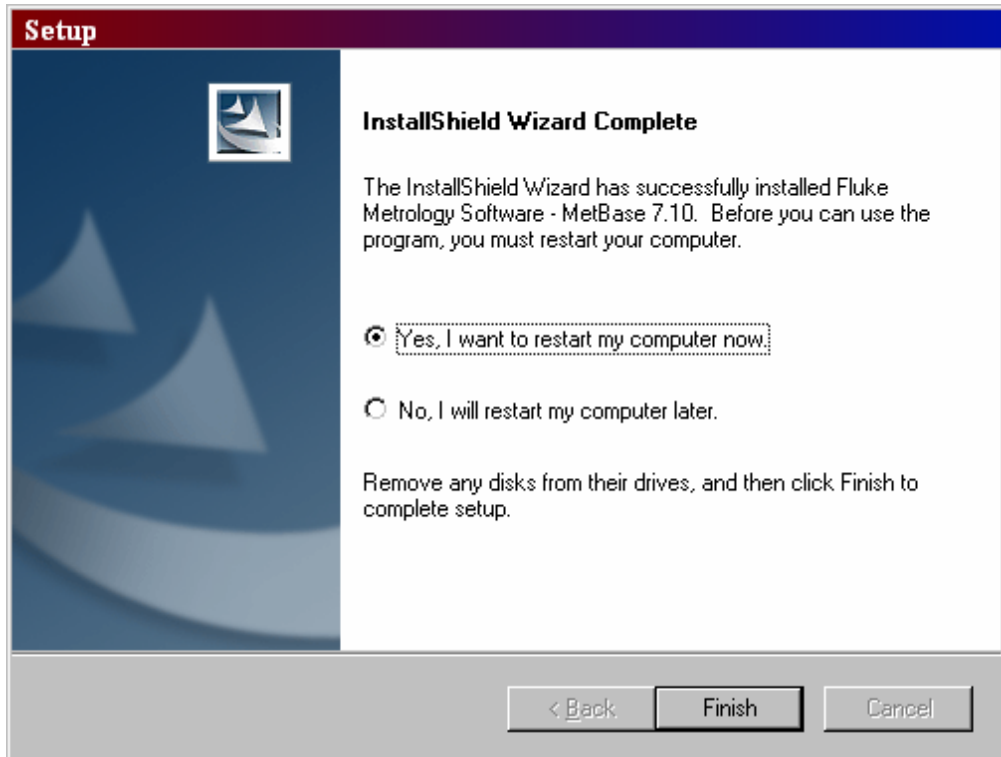 Setup
InstallShield Wizard Complete
The InstallShield Wizard has successfully installed Fluke
Metrology Software - MetBase 7.10.  Before you can use the
program, you must restart your computer.
Yes, I want to restart my computer now.
No, I will restart my computer later.
Remove any disks from their drives, and then click Finish to
complete setup.
< Back Finish Cancel